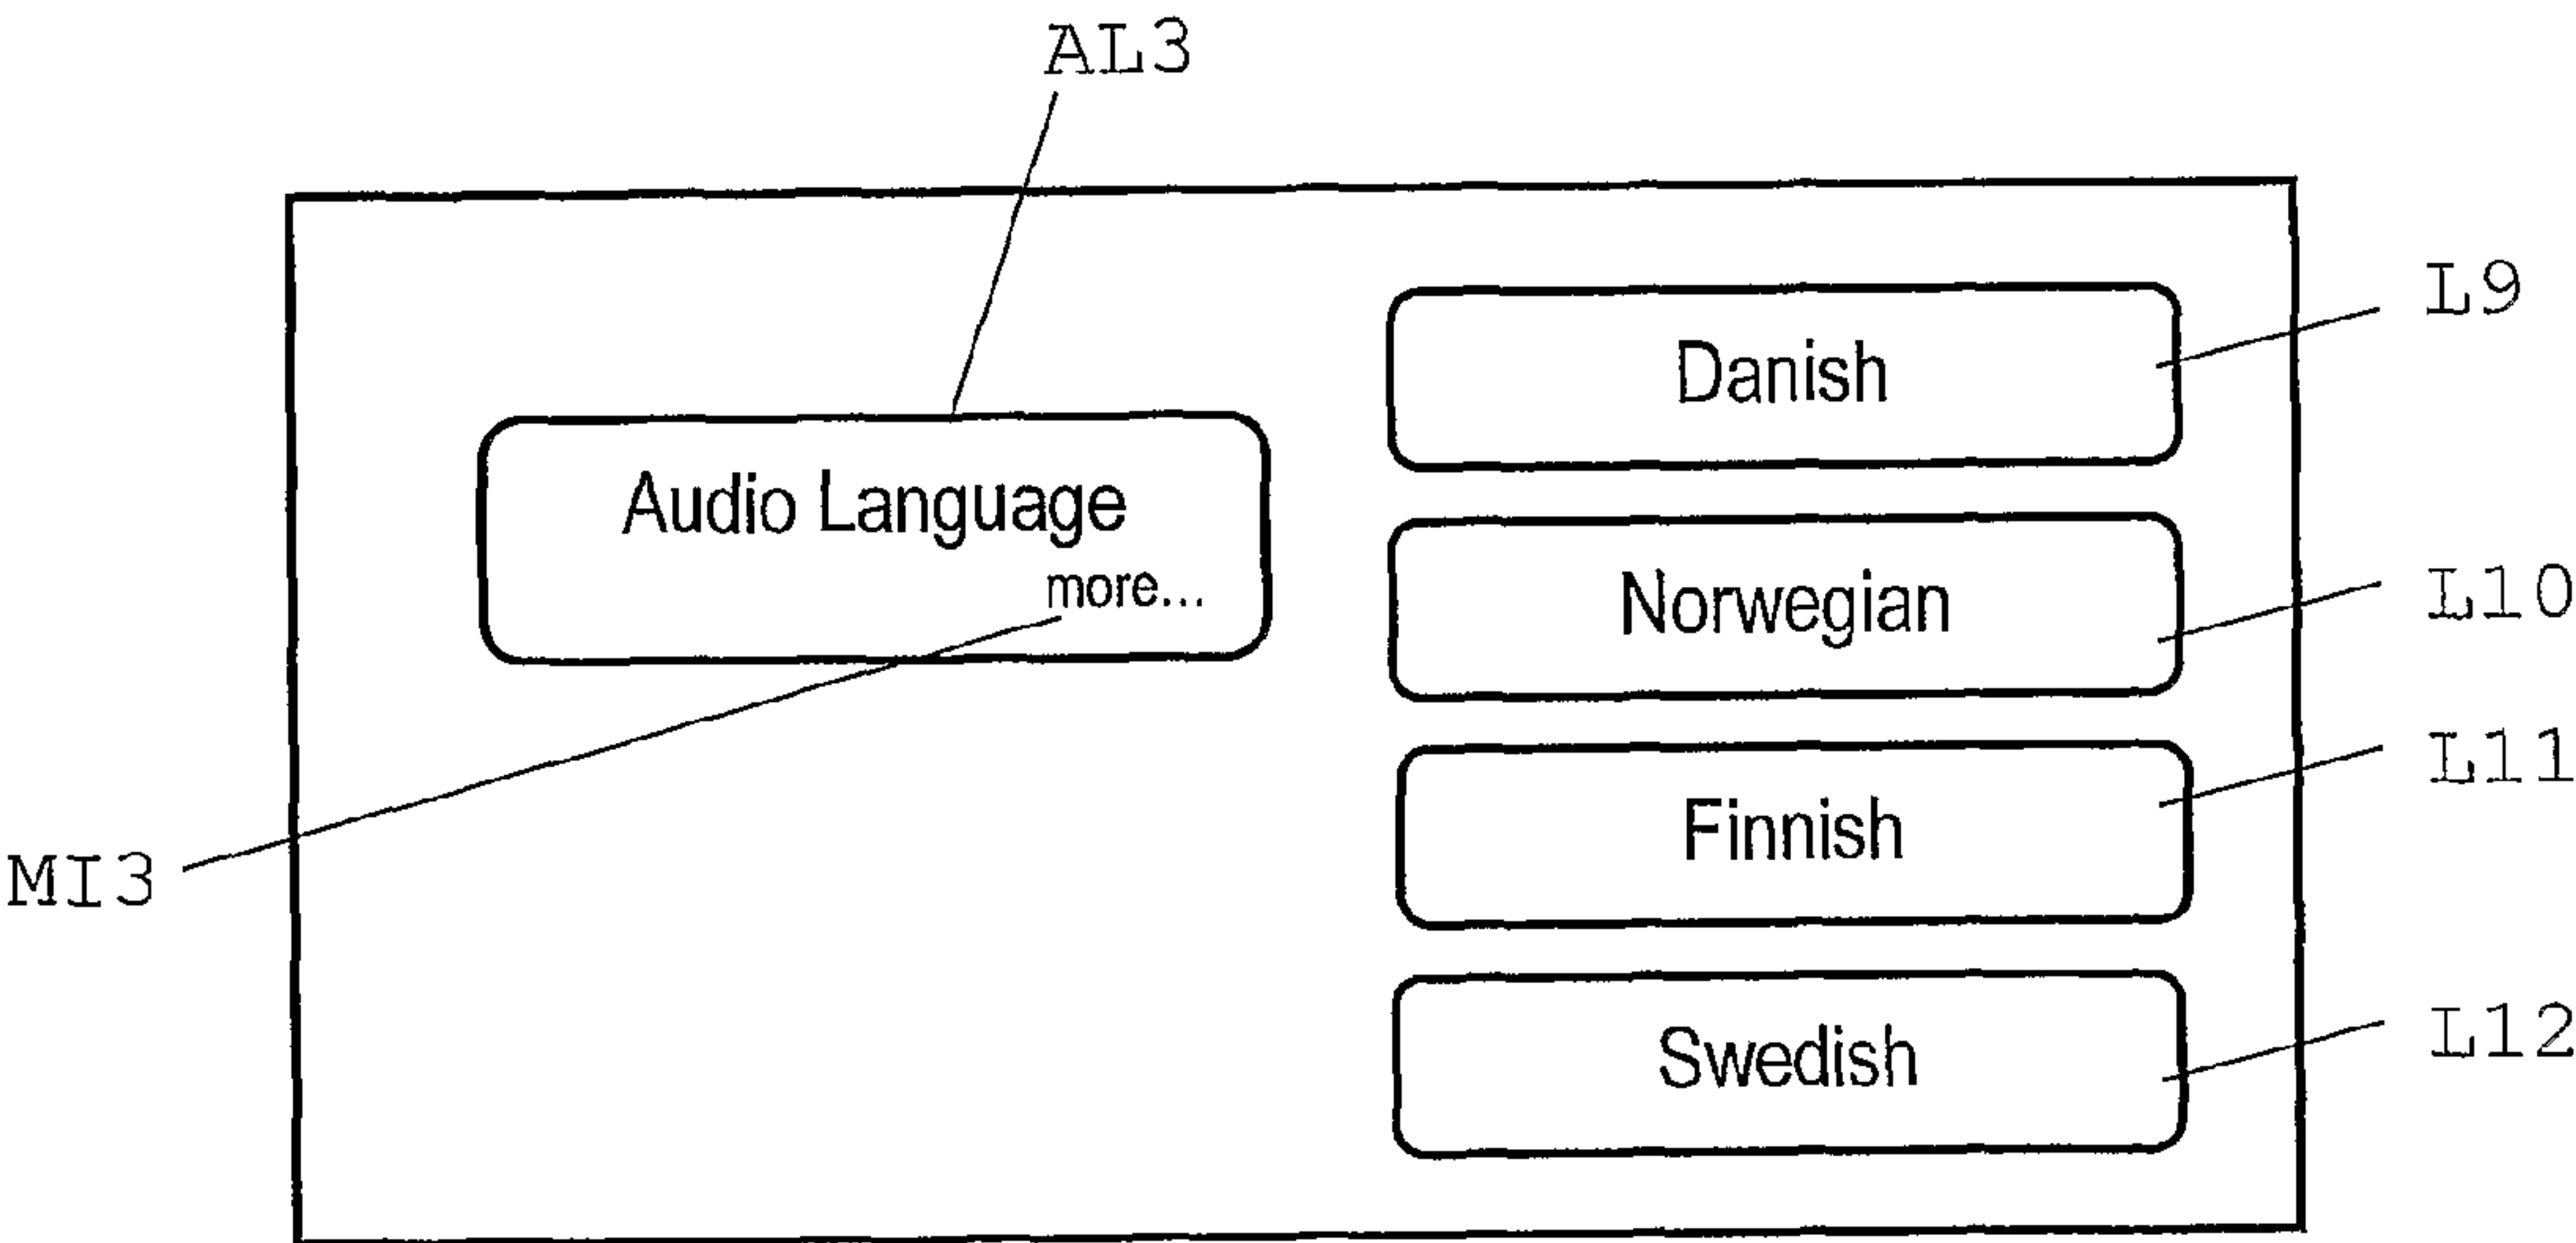 AL3
L9
Danish
Audio Language
more...
Norwegian
L10
L11
Finnish
MI3
L12
Swedish